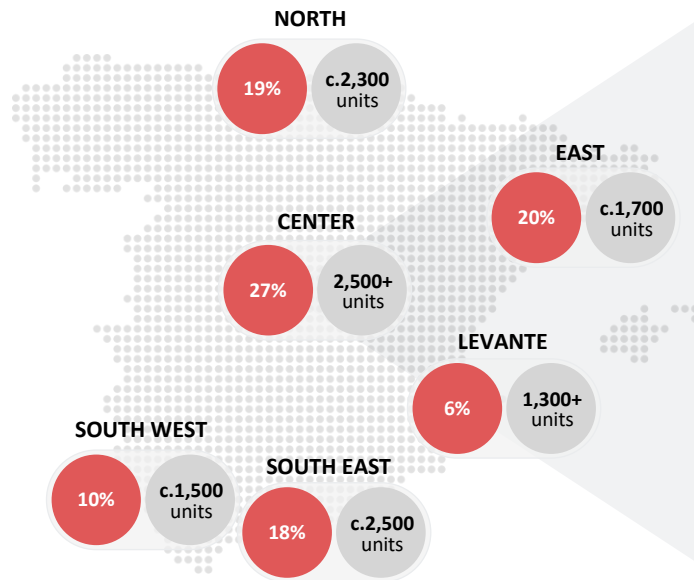 NORTH
19%
c.2,300
units
EAST
20%
c.1,700
units
CENTER
27%
2,500+
units
LEVANTE
6%
1,300+
units
SOUTH WEST
10%
c.1,500
units
SOUTH EAST
18%
c.2,500
units